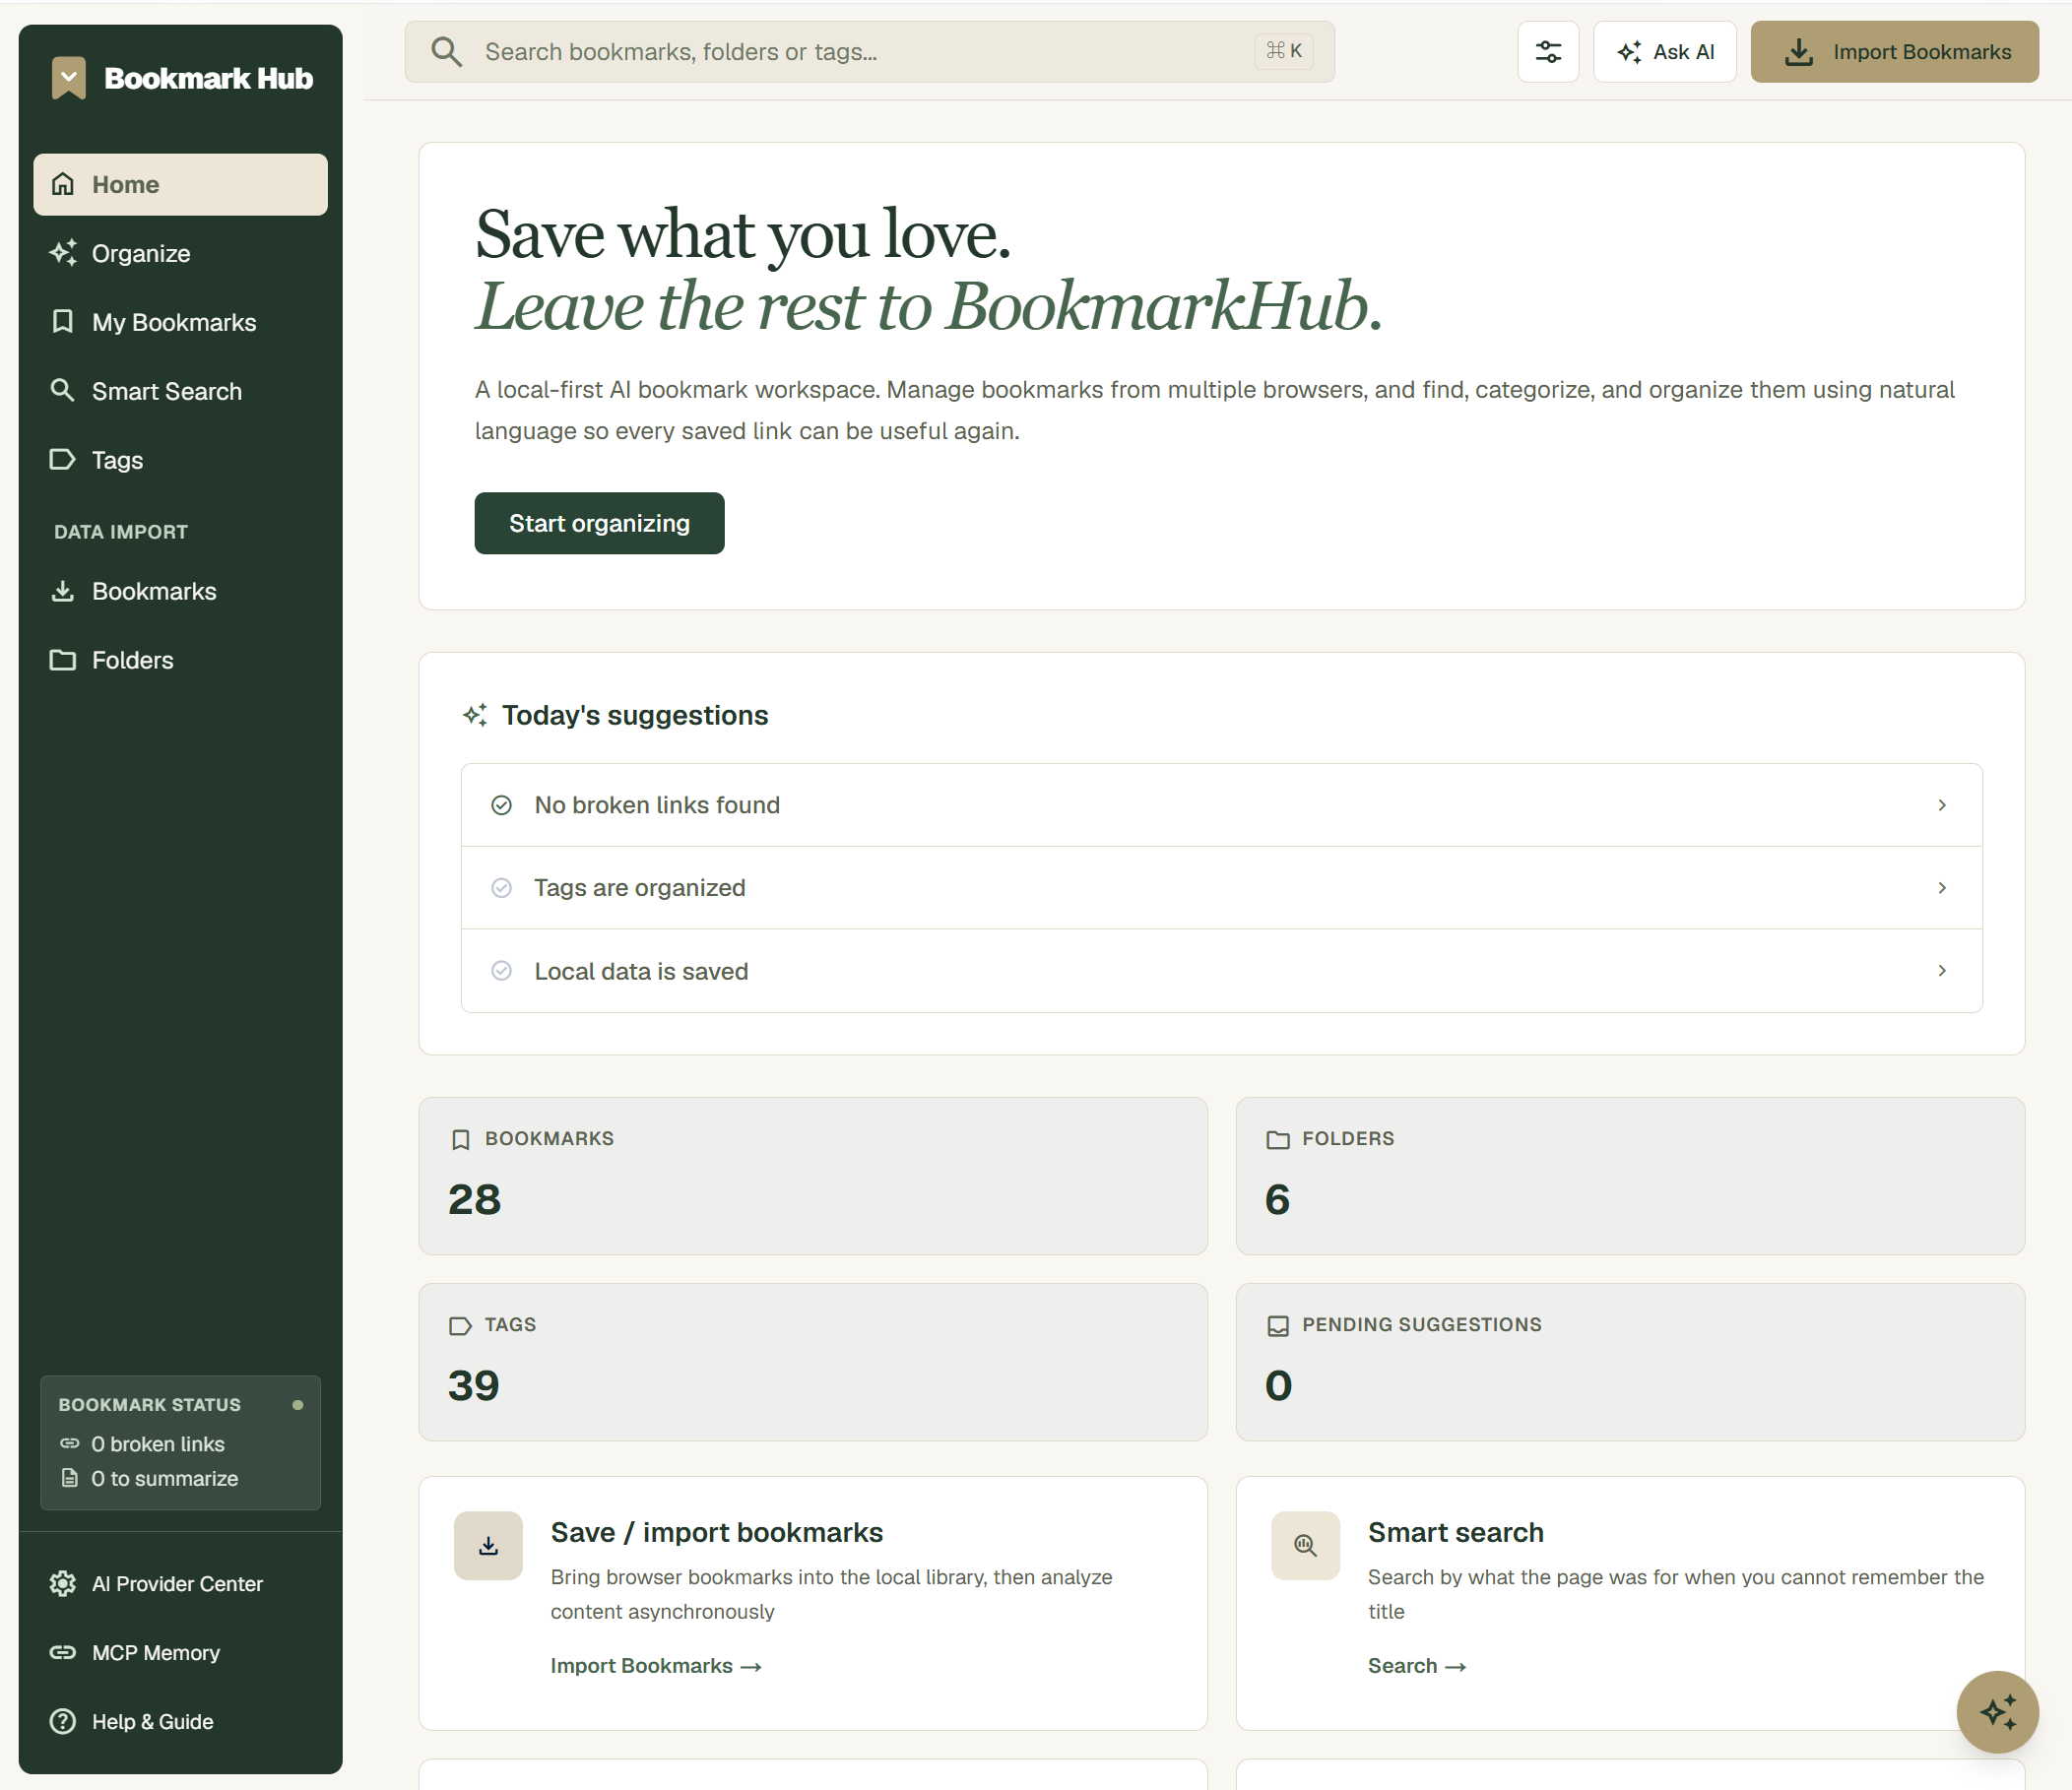 Bookmark Hub
Home
Organize
My Bookmarks
Smart Search
Tags
DATA IMPORT
Bookmarks
Folders
BOOKMARK STATUS
0 broken links
0 to summarize
AI Provider Center
MCP Memory
Help & Guide
Search bookmarks, folders or tags...
⌘ K
Ask AI
Import Bookmarks
Save what you love.
Leave the rest to BookmarkHub.
A local-first AI bookmark workspace. Manage bookmarks from multiple browsers, and find, categorize, and organize them using natural
language so every saved link can be useful again.
Start organizing
Today's suggestions
No broken links found
Tags are organized
Local data is saved
BOOKMARKS
28
FOLDERS
6
TAGS
39
PENDING SUGGESTIONS
0
Save / import bookmarks
Bring browser bookmarks into the local library, then analyze
content asynchronously
Import Bookmarks →
Smart search
Search by what the page was for when you cannot remember the
title
Search →